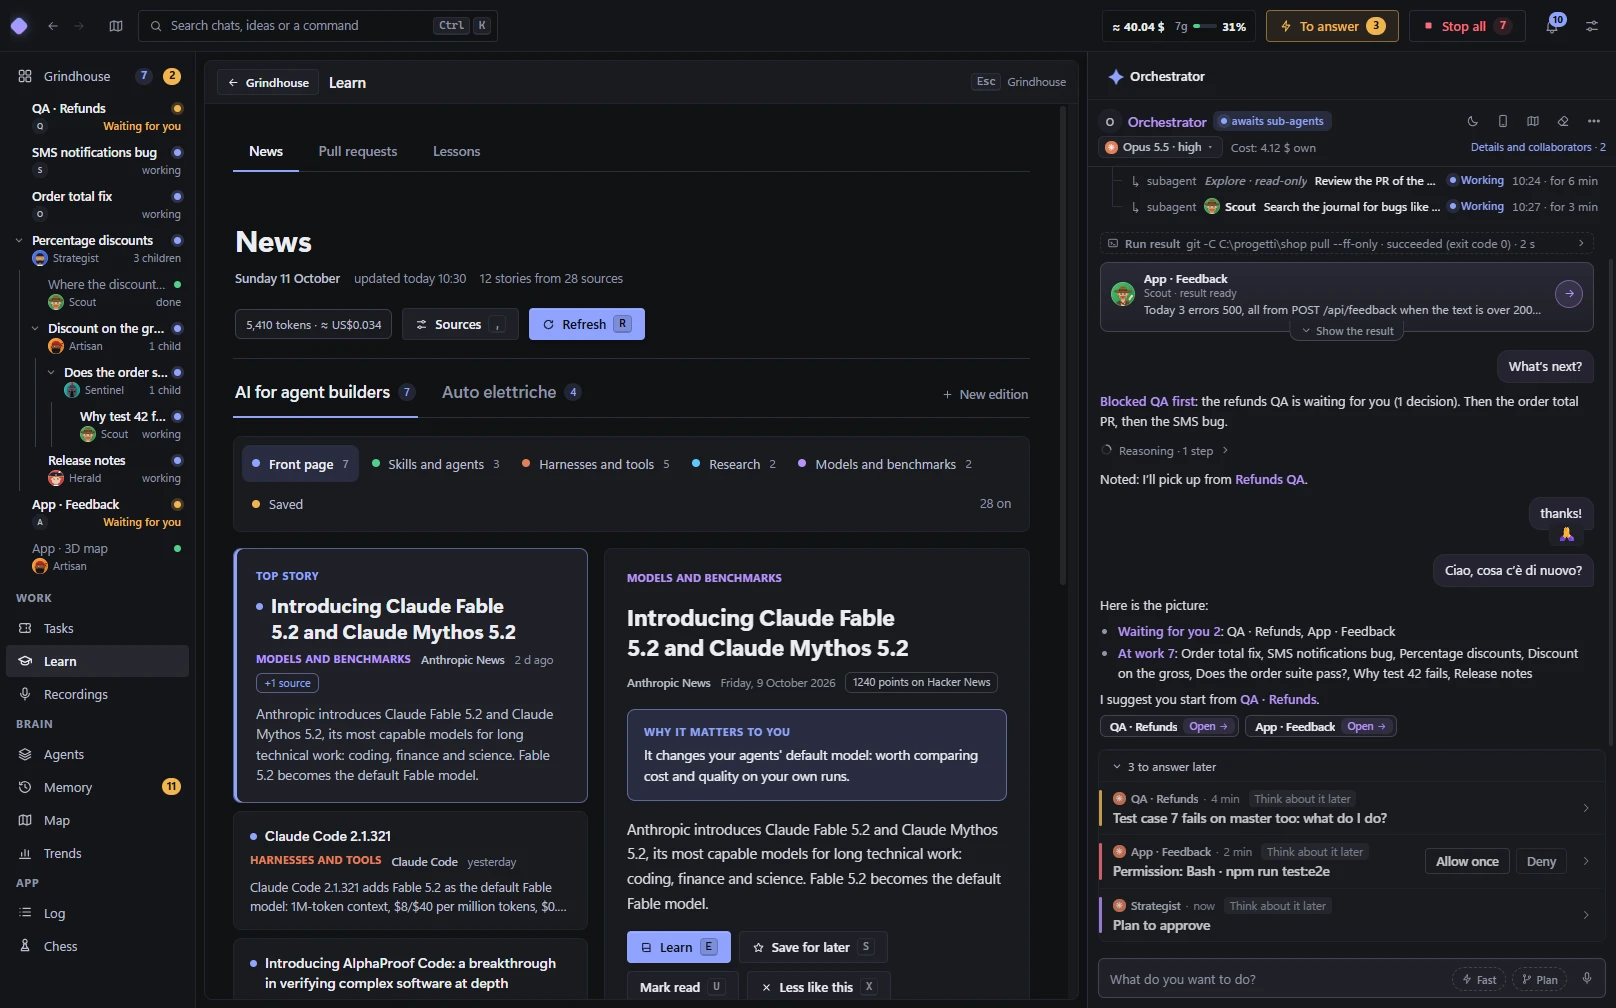 Search chats, ideas or a command
Ctrl K
≈ 40.04 $ 7g 31%
To answer 3
Stop all 7
10
Grindhouse 7 2
QA · Refunds
Q Waiting for you
SMS notifications bug
S working
Order total fix
O working
Percentage discounts
Strategist 3 children
Where the discount...
Scout done
Discount on the gr...
Artisan 1 child
Does the order s...
Sentinel 1 child
Why test 42 f...
Scout working
Release notes
Herald working
App · Feedback
A Waiting for you
App · 3D map
Artisan
WORK
Tasks
Learn
Recordings
BRAIN
Agents
Memory 11
Map
Trends
APP
Log
Chess
← Grindhouse Learn
Esc Grindhouse
News Pull requests Lessons
News
Sunday 11 October updated today 10:30 12 stories from 28 sources
5,410 tokens · ≈ US$0.034
Sources ,
Refresh R
AI for agent builders 7
Auto elettriche 4
+ New edition
Front page 7 Skills and agents 3 Harnesses and tools 5 Research 2 Models and benchmarks 2
Saved 28 on
TOP STORY
Introducing Claude Fable
5.2 and Claude Mythos 5.2
MODELS AND BENCHMARKS Anthropic News 2 d ago
+1 source
Anthropic introduces Claude Fable 5.2 and Claude
Mythos 5.2, its most capable models for long
technical work: coding, finance and science. Fable
5.2 becomes the default Fable model.
Claude Code 2.1.321
HARNESSES AND TOOLS Claude Code yesterday
Claude Code 2.1.321 adds Fable 5.2 as the default Fable
model: 1M-token context, $8/$40 per million tokens, $0....
Introducing AlphaProof Code: a breakthrough
in verifying complex software at depth
MODELS AND BENCHMARKS
Introducing Claude Fable
5.2 and Claude Mythos 5.2
Anthropic News Friday, 9 October 2026 1240 points on Hacker News
WHY IT MATTERS TO YOU
It changes your agents' default model: worth comparing
cost and quality on your own runs.
Anthropic introduces Claude Fable 5.2 and Claude Mythos
5.2, its most capable models for long technical work:
coding, finance and science. Fable 5.2 becomes the default
Fable model.
Learn E
Save for later S
Mark read U
Less like this X
Orchestrator
O Orchestrator awaits sub-agents
Opus 5.5 · high Cost: 4.12 $ own
Details and collaborators · 2
subagent Explore · read-only Review the PR of the ... Working 10:24 · for 6 min
subagent Scout Search the journal for bugs like ... Working 10:27 · for 3 min
Run result git -C C:\progetti\shop pull --ff-only · succeeded (exit code 0) · 2 s
App · Feedback
Scout · result ready
Today 3 errors 500, all from POST /api/feedback when the text is over 200...
Show the result
What's next?
Blocked QA first: the refunds QA is waiting for you (1 decision). Then the order total
PR, then the SMS bug.
Reasoning · 1 step
Noted: I'll pick up from Refunds QA.
thanks!
🙏
Ciao, cosa c'è di nuovo?
Here is the picture:
• Waiting for you 2: QA · Refunds, App · Feedback
• At work 7: Order total fix, SMS notifications bug, Percentage discounts, Discount
on the gross, Does the order suite pass?, Why test 42 fails, Release notes
I suggest you start from QA · Refunds.
QA · Refunds Open →
App · Feedback Open →
3 to answer later
QA · Refunds · 4 min Think about it later
Test case 7 fails on master too: what do I do?
App · Feedback · 2 min Think about it later
Permission: Bash · npm run test:e2e
Allow once Deny
Strategist · now Think about it later
Plan to approve
What do you want to do?
Fast Plan